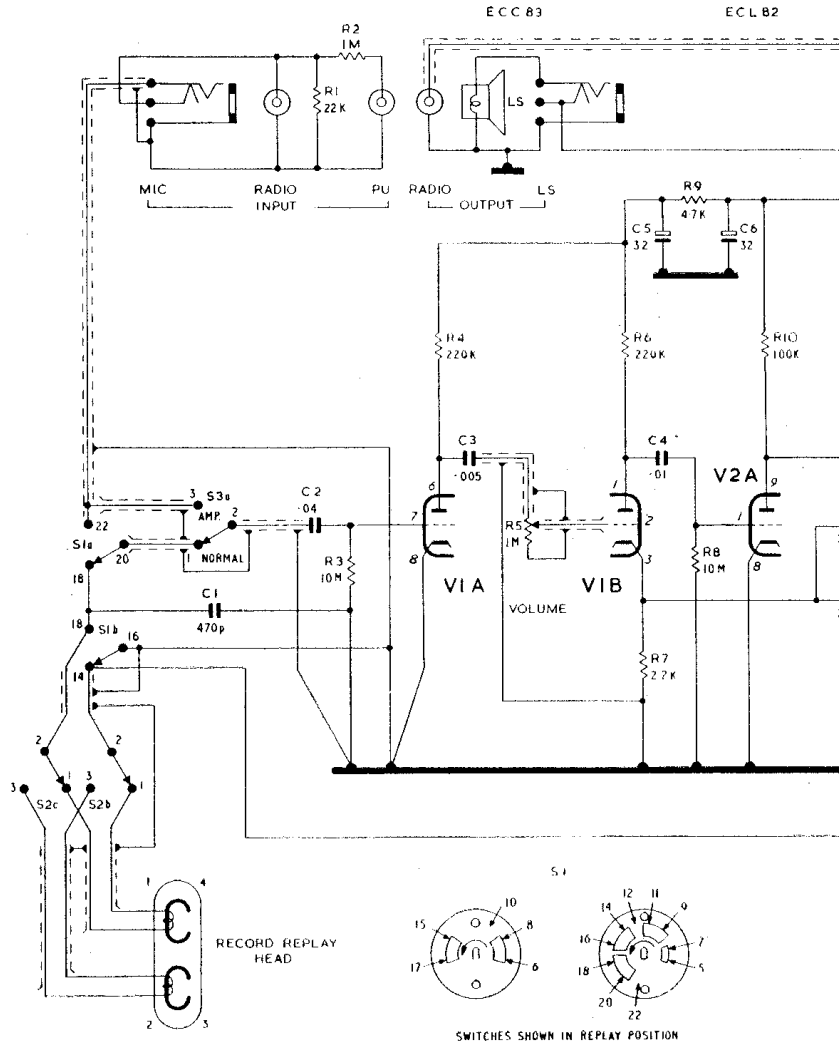 ECC83 ECL82
R2
1M
R1
22K
LS
MIC RADIO PU RADIO LS
INPUT OUTPUT
R9
4·7K
C5 C6
32 32
R4 R6 R10
220K 220K 100K
C3 C4
·005 ·01
V2A
3 S3a C2 6 1 9
AMP. 2 ·04 7 R5 2 1
22 1M
S1a 20 1 NORMAL R3 8 3 R8 8
18 10M V1A V1B 10M
C1 VOLUME
470p
18 S1b 16
14 R7
2·2K
2 2
3 1 3 1
S2c S2b
S1
1 4 10 14 12 11 9
15 8 16 7
RECORD REPLAY
HEAD
17 6 18 5
20 22
2 3
SWITCHES SHOWN IN REPLAY POSITION